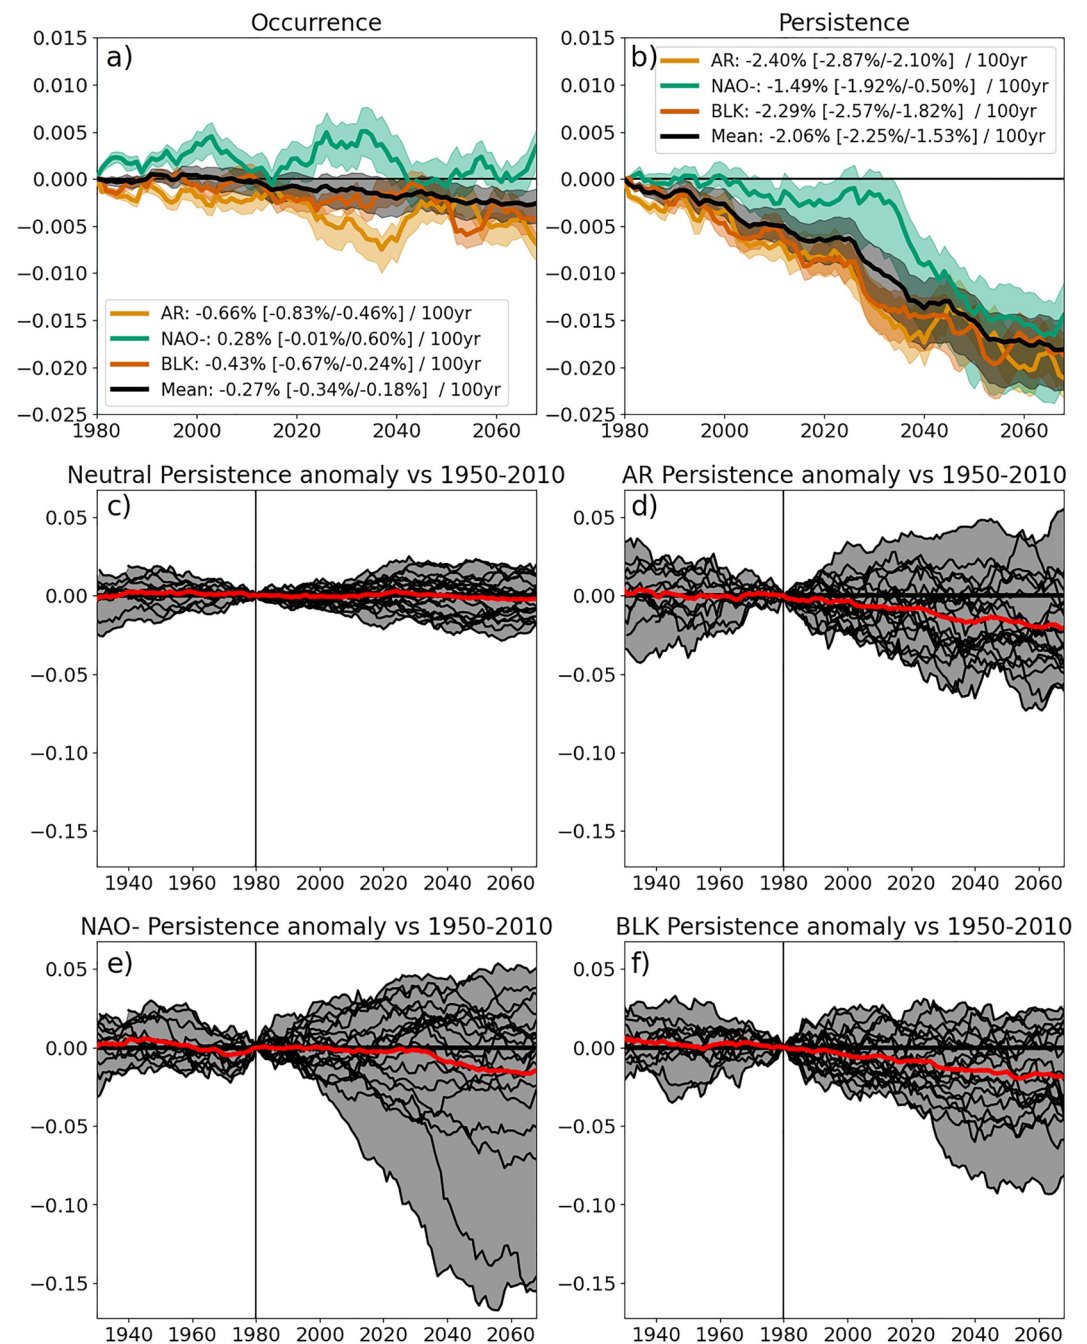 Occurrence
Persistence
a)
0.015
0.010
0.005
0.000
−0.005
−0.010
−0.015
−0.020
−0.025
AR: -0.66% [-0.83%/-0.46%] / 100yr
NAO-: 0.28% [-0.01%/0.60%] / 100yr
BLK: -0.43% [-0.67%/-0.24%] / 100yr
Mean: -0.27% [-0.34%/-0.18%] / 100yr
1980 2000 2020 2040 2060
b)
0.015
0.010
0.005
0.000
−0.005
−0.010
−0.015
−0.020
−0.025
AR: -2.40% [-2.87%/-2.10%] / 100yr
NAO-: -1.49% [-1.92%/-0.50%] / 100yr
BLK: -2.29% [-2.57%/-1.82%] / 100yr
Mean: -2.06% [-2.25%/-1.53%] / 100yr
1980 2000 2020 2040 2060
Neutral Persistence anomaly vs 1950-2010
c)
0.05
0.00
−0.05
−0.10
−0.15
1940 1960 1980 2000 2020 2040 2060
AR Persistence anomaly vs 1950-2010
d)
0.05
0.00
−0.05
−0.10
−0.15
1940 1960 1980 2000 2020 2040 2060
NAO- Persistence anomaly vs 1950-2010
e)
0.05
0.00
−0.05
−0.10
−0.15
1940 1960 1980 2000 2020 2040 2060
BLK Persistence anomaly vs 1950-2010
f)
0.05
0.00
−0.05
−0.10
−0.15
1940 1960 1980 2000 2020 2040 2060